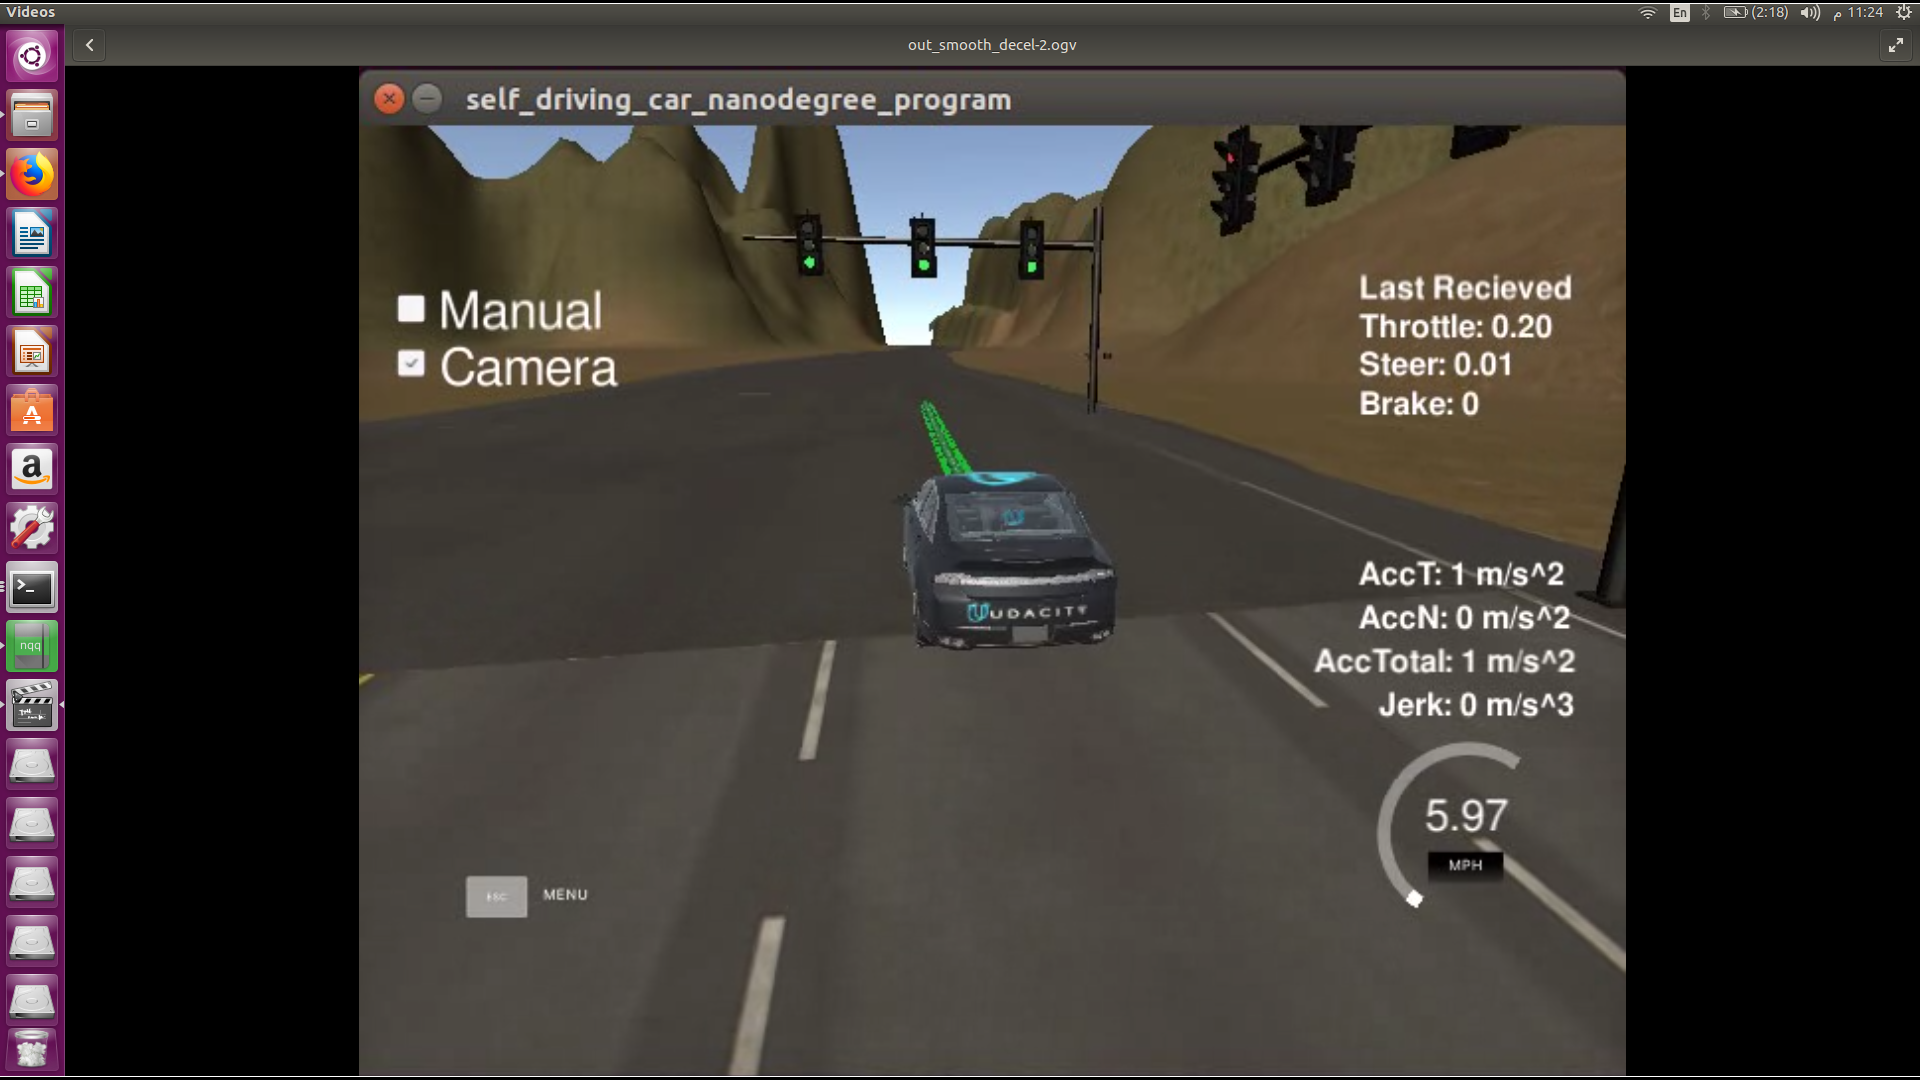 Videos
En
(2:18)
م 11:24
out_smooth_decel-2.ogv
self_driving_car_nanodegree_program
Manual
Camera
Last Recieved
Throttle: 0.20
Steer: 0.01
Brake: 0
AccT: 1 m/s^2
AccN: 0 m/s^2
AccTotal: 1 m/s^2
Jerk: 0 m/s^3
5.97
MPH
UDACITY
ESC
MENU
nqq